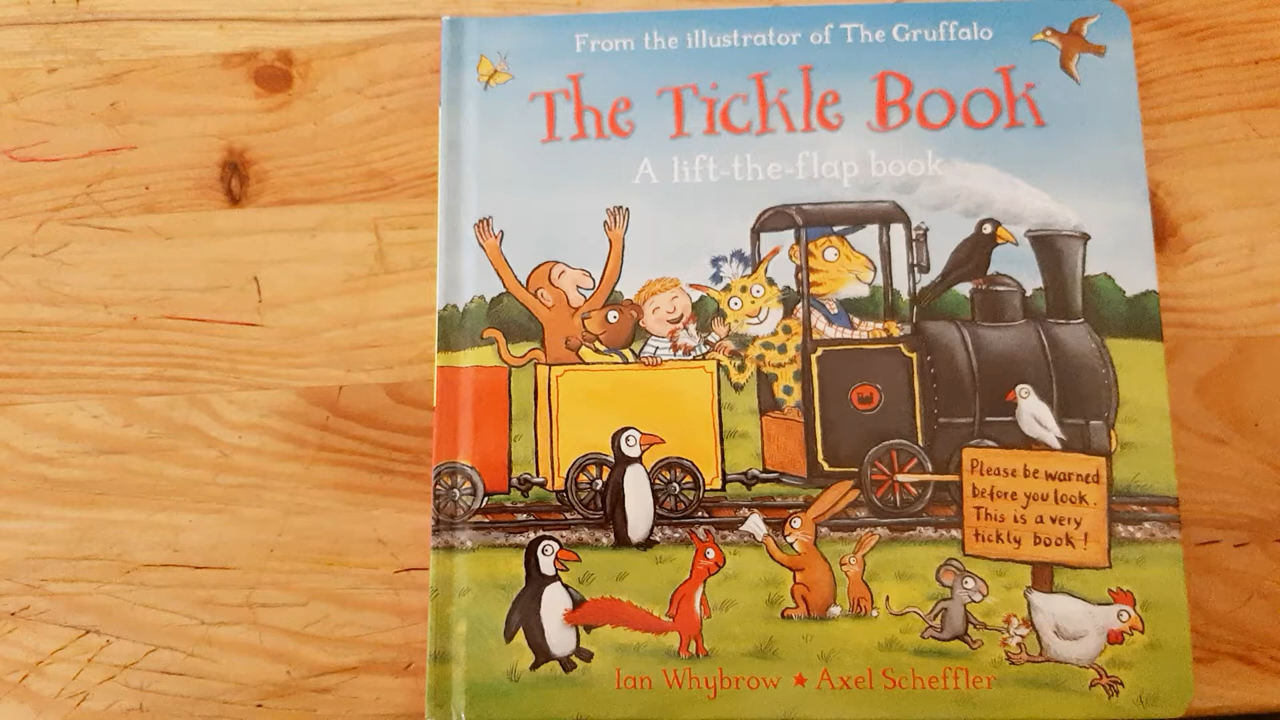 From the illustrator of The Gruffalo
The Tickle Book
A lift-the-flap book
Please be warned
before you look.
This is a very
tickly book!
Ian Whybrow ★ Axel Scheffler